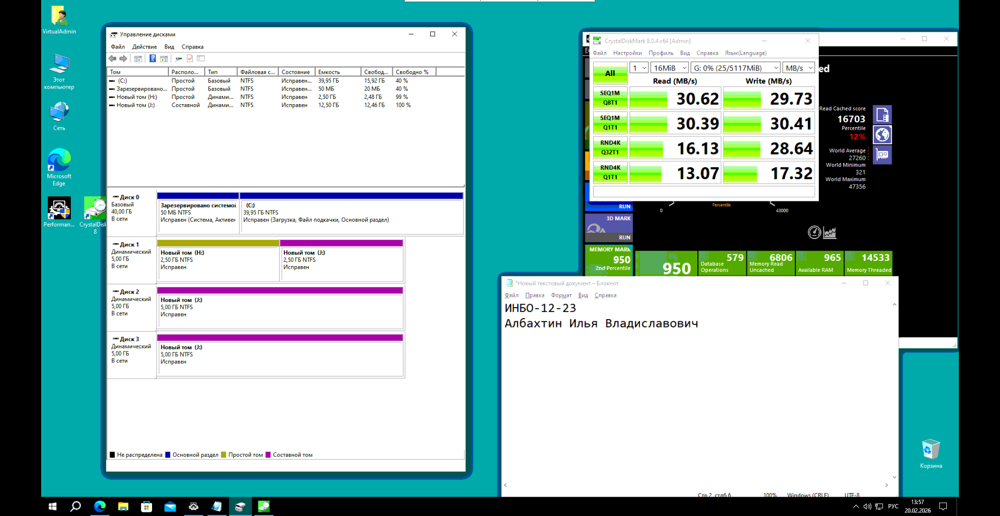 VirtualAdmin
Этот
компьютер
Сеть
Microsoft
Edge
Performan...
CrystalDisk
8
Корзина
Управление дисками
Файл Действие Вид Справка
Том Располо... Тип Файловая с... Состояние Емкость Свобод... Свободно %
(C:) Простой Базовый NTFS Исправен... 39,95 ГБ 15,92 ГБ 40 %
Зарезервировано... Простой Базовый NTFS Исправен... 50 МБ 20 МБ 40 %
Новый том (H:) Простой Динами... NTFS Исправен 2,50 ГБ 2,48 ГБ 99 %
Новый том (J:) Составной Динами... NTFS Исправен 12,50 ГБ 12,46 ГБ 100 %
Диск 0
Базовый
40,00 ГБ
В сети
Зарезервировано системой
50 МБ NTFS
Исправен (Система, Активен
(C:)
39,95 ГБ NTFS
Исправен (Загрузка, Файл подкачки, Основной раздел)
Диск 1
Динамический
5,00 ГБ
В сети
Новый том (H:)
2,50 ГБ NTFS
Исправен
Новый том (J:)
2,50 ГБ NTFS
Исправен
Диск 2
Динамический
5,00 ГБ
В сети
Новый том (J:)
5,00 ГБ NTFS
Исправен
Диск 3
Динамический
5,00 ГБ
В сети
Новый том (J:)
5,00 ГБ NTFS
Исправен
Не распределена Основной раздел Простой том Составной том
CrystalDiskMark 8.0.4 x64 [Admin]
Файл Настройки Профиль Вид Справка Язык(Language)
All
1 16MiB G: 0% (25/5117MiB) MB/s
Read (MB/s) Write (MB/s)
SEQ1M
Q8T1
30.62 29.73
SEQ1M
Q1T1
30.39 30.41
RND4K
Q32T1
16.13 28.64
RND4K
Q1T1
13.07 17.32
ed
Read Cached score
16703
Percentile
12%
World Average
27260
World Minimum
321
World Maximum
47356
Percentile
0 43000
RUN
3D MARK
RUN
MEMORY MARK
950
2nd Percentile
950
579
Database
Operations
6806
Memory Read
Uncached
965
Available RAM
14533
Memory Threaded
*Новый текстовый документ – Блокнот
Файл Правка Формат Вид Справка
ИНБО-12-23
Албахтин Илья Владиславович
Стр 2, стлб 6 100% Windows (CRLF) UTF-8
РУС
13:57
20.02.2026